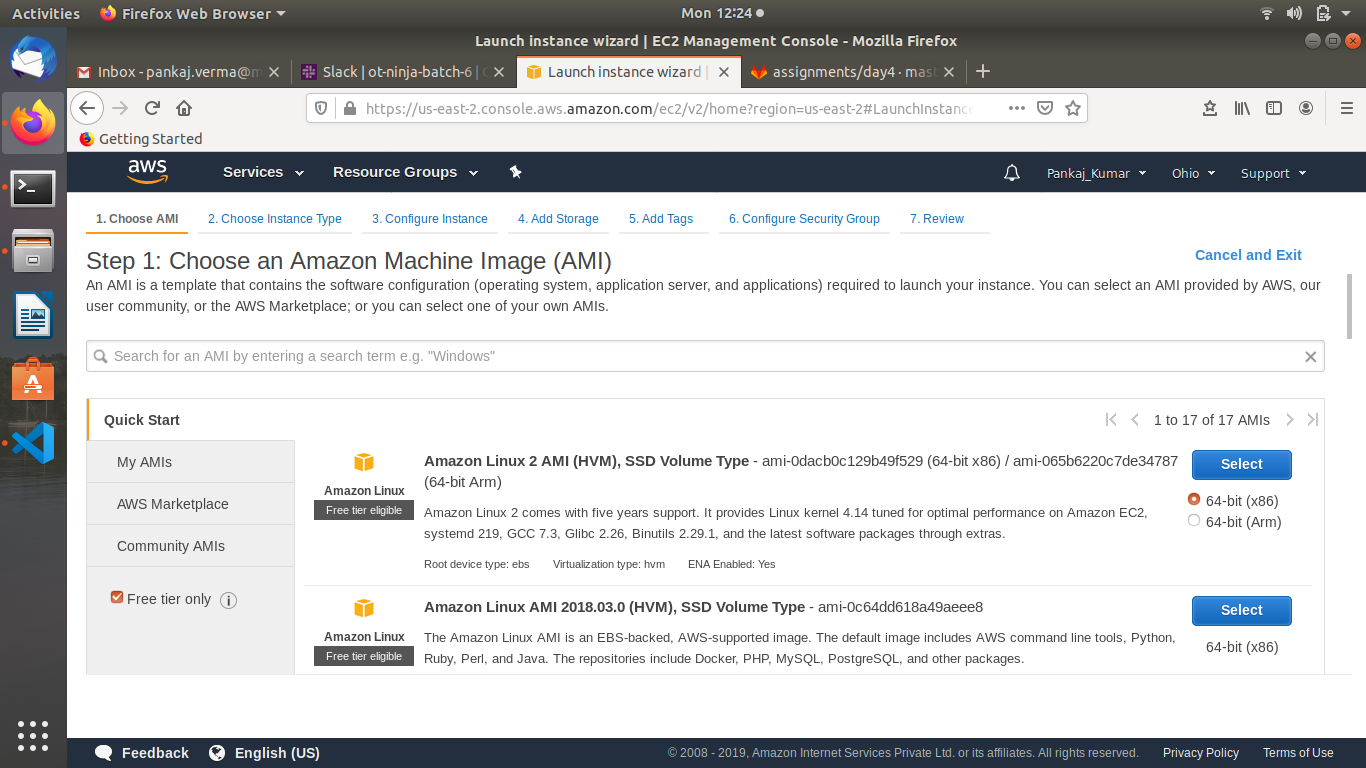 Activities Firefox Web Browser Mon 12:24
Launch instance wizard | EC2 Management Console - Mozilla Firefox
Inbox - pankaj.verma@m Slack | ot-ninja-batch-6 | Launch instance wizard | assignments/day4 · mast
https://us-east-2.console.aws.amazon.com/ec2/v2/home?region=us-east-2#LaunchInstance
Getting Started
aws Services Resource Groups Pankaj_Kumar Ohio Support
1. Choose AMI 2. Choose Instance Type 3. Configure Instance 4. Add Storage 5. Add Tags 6. Configure Security Group 7. Review
Step 1: Choose an Amazon Machine Image (AMI) Cancel and Exit
An AMI is a template that contains the software configuration (operating system, application server, and applications) required to launch your instance. You can select an AMI provided by AWS, our
user community, or the AWS Marketplace; or you can select one of your own AMIs.
Search for an AMI by entering a search term e.g. "Windows"
Quick Start 1 to 17 of 17 AMIs
My AMIs
AWS Marketplace
Community AMIs
Free tier only
Amazon Linux
Free tier eligible
Amazon Linux 2 AMI (HVM), SSD Volume Type - ami-0dacb0c129b49f529 (64-bit x86) / ami-065b6220c7de34787
(64-bit Arm)
Amazon Linux 2 comes with five years support. It provides Linux kernel 4.14 tuned for optimal performance on Amazon EC2,
systemd 219, GCC 7.3, Glibc 2.26, Binutils 2.29.1, and the latest software packages through extras.
Root device type: ebs Virtualization type: hvm ENA Enabled: Yes
Select
64-bit (x86)
64-bit (Arm)
Amazon Linux
Free tier eligible
Amazon Linux AMI 2018.03.0 (HVM), SSD Volume Type - ami-0c64dd618a49aeee8
The Amazon Linux AMI is an EBS-backed, AWS-supported image. The default image includes AWS command line tools, Python,
Ruby, Perl, and Java. The repositories include Docker, PHP, MySQL, PostgreSQL, and other packages.
Select
64-bit (x86)
Feedback English (US) © 2008 - 2019, Amazon Internet Services Private Ltd. or its affiliates. All rights reserved. Privacy Policy Terms of Use